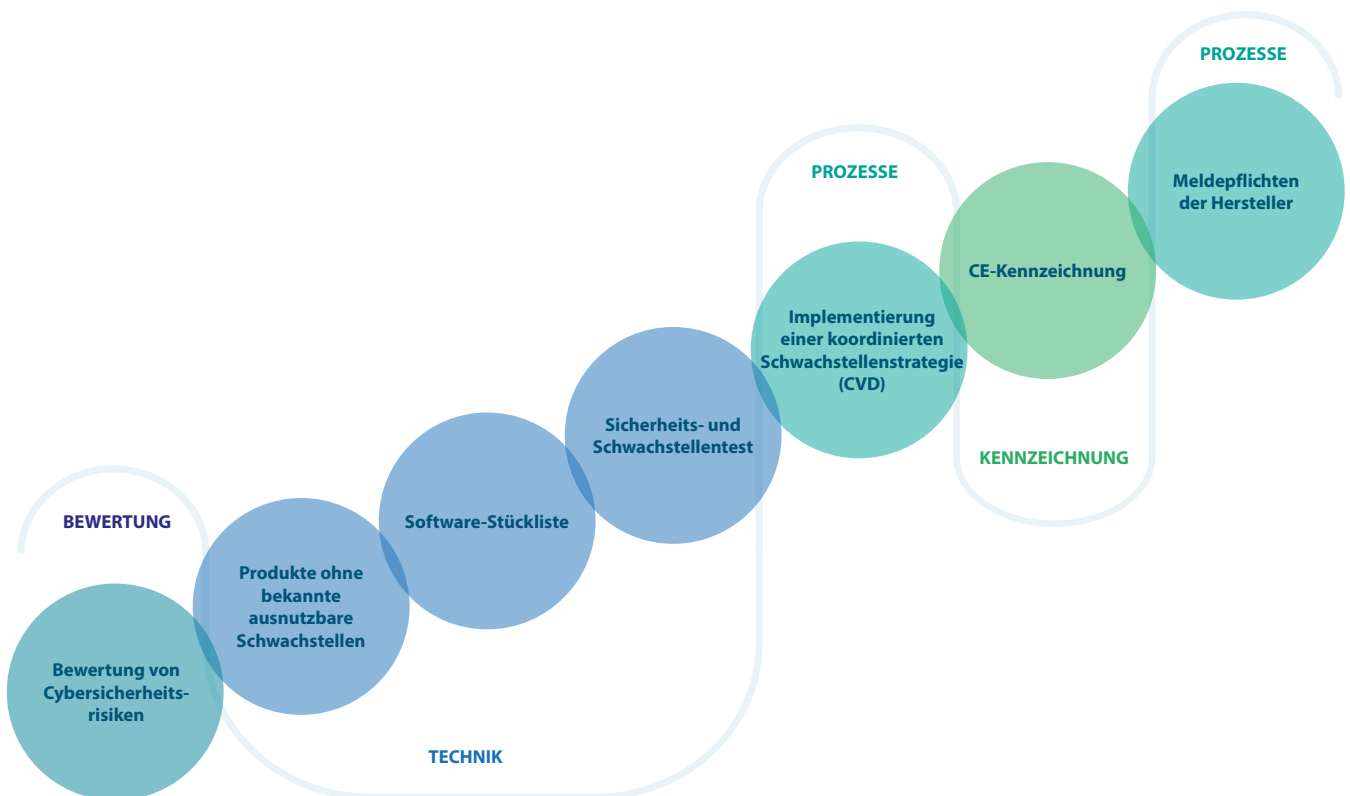 BEWERTUNG
Bewertung von
Cybersicherheits-
risiken
Produkte ohne
bekannte
ausnutzbare
Schwachstellen
Software-Stückliste
Sicherheits- und
Schwachstellentest
TECHNIK
PROZESSE
Implementierung
einer koordinierten
Schwachstellenstrategie
(CVD)
CE-Kennzeichnung
KENNZEICHNUNG
PROZESSE
Meldepflichten
der Hersteller